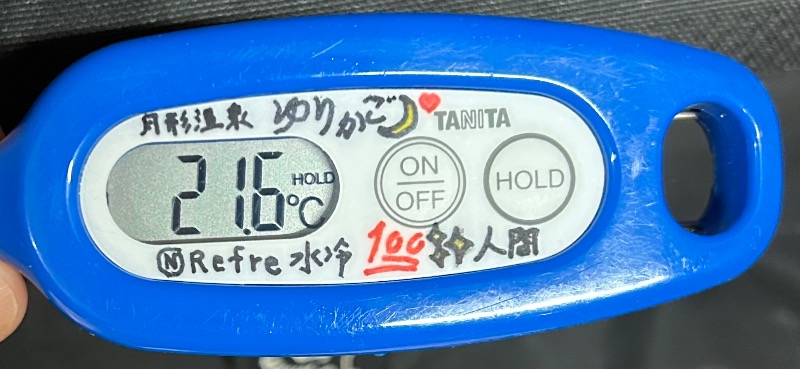 月形温泉 ゆりかご🌙❤️
TANITA
21.6 HOLD
°C
ON
OFF
HOLD
Ⓝ Refre 水冷 💯✨人間